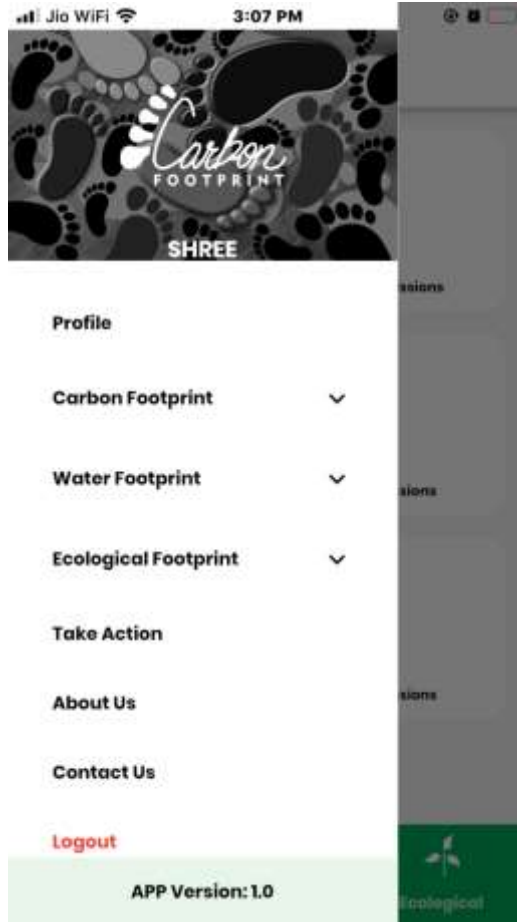 Jio WiFi 3:07 PM
Carbon
FOOTPRINT
SHREE
ssions
Profile
Carbon Footprint
Water Footprint
sions
Ecological Footprint
Take Action
About Us
sions
Contact Us
Logout
APP Version: 1.0
Ecological